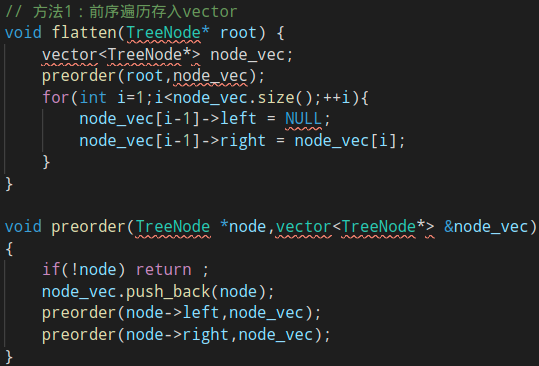 // 方法1：前序遍历存入vector
void flatten(TreeNode* root) {
    vector<TreeNode*> node_vec;
    preorder(root,node_vec);
    for(int i=1;i<node_vec.size();++i){
        node_vec[i-1]->left = NULL;
        node_vec[i-1]->right = node_vec[i];
    }
}

void preorder(TreeNode *node,vector<TreeNode*> &node_vec)
{
    if(!node) return ;
    node_vec.push_back(node);
    preorder(node->left,node_vec);
    preorder(node->right,node_vec);
}